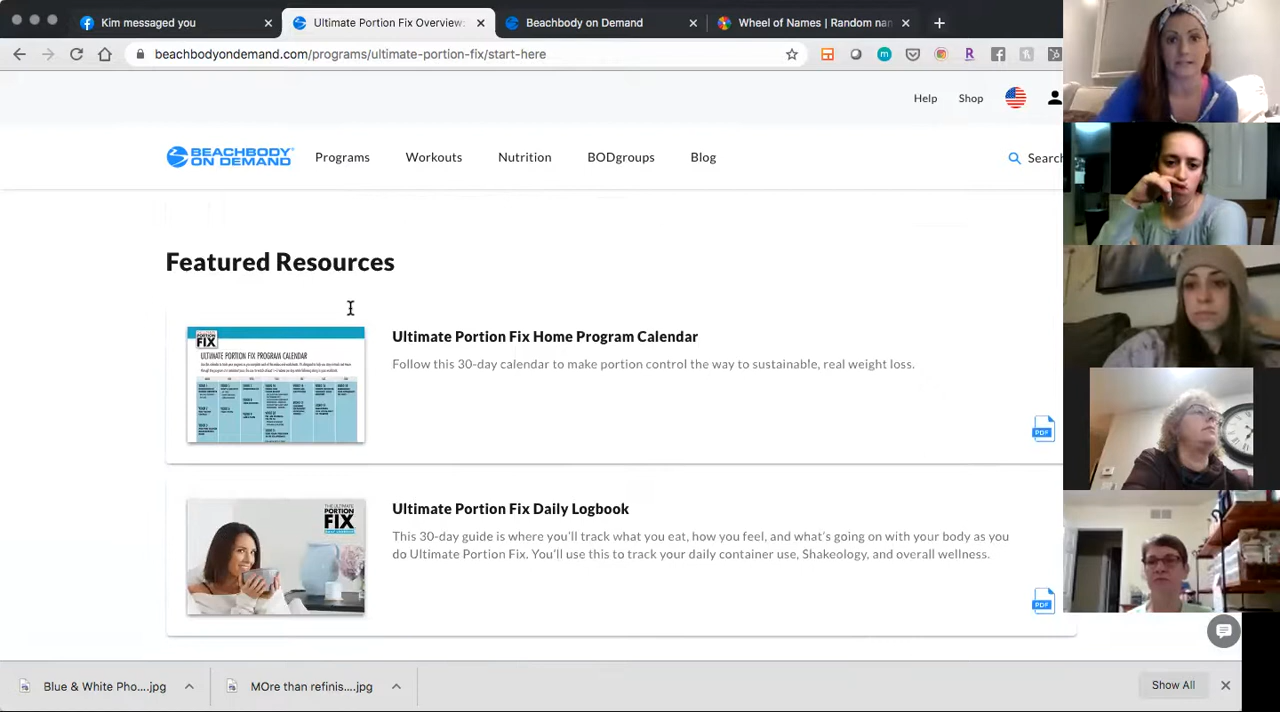 Kim messaged you
Ultimate Portion Fix Overview:
Beachbody on Demand
Wheel of Names | Random nam
beachbodyondemand.com/programs/ultimate-portion-fix/start-here
Help
Shop
BEACHBODY
ON DEMAND
Programs
Workouts
Nutrition
BODgroups
Blog
Search
Featured Resources
PORTION
FIX
ULTIMATE PORTION FIX PROGRAM CALENDAR
Ultimate Portion Fix Home Program Calendar
Follow this 30-day calendar to make portion control the way to sustainable, real weight loss.
PDF
PORTION
FIX
Ultimate Portion Fix Daily Logbook
This 30-day guide is where you'll track what you eat, how you feel, and what's going on with your body as you
do Ultimate Portion Fix. You'll use this to track your daily container use, Shakeology, and overall wellness.
PDF
Blue & White Pho....jpg
MOre than refinis....jpg
Show All